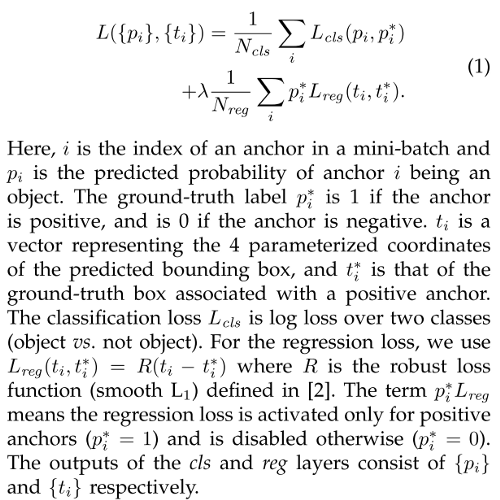 L({p_i}, {t_i}) = \frac{1}{N_{cls}} \sum_i L_{cls}(p_i, p_i^*)
+\lambda \frac{1}{N_{reg}} \sum_i p_i^* L_{reg}(t_i, t_i^*). (1)
Here, i is the index of an anchor in a mini-batch and
p_i is the predicted probability of anchor i being an
object. The ground-truth label p_i^* is 1 if the anchor
is positive, and is 0 if the anchor is negative. t_i is a
vector representing the 4 parameterized coordinates
of the predicted bounding box, and t_i^* is that of the
ground-truth box associated with a positive anchor.
The classification loss L_{cls} is log loss over two classes
(object vs. not object). For the regression loss, we use
L_{reg}(t_i, t_i^*) = R(t_i − t_i^*) where R is the robust loss
function (smooth L_1) defined in [2]. The term p_i^* L_{reg}
means the regression loss is activated only for positive
anchors (p_i^* = 1) and is disabled otherwise (p_i^* = 0).
The outputs of the cls and reg layers consist of {p_i}
and {t_i} respectively.